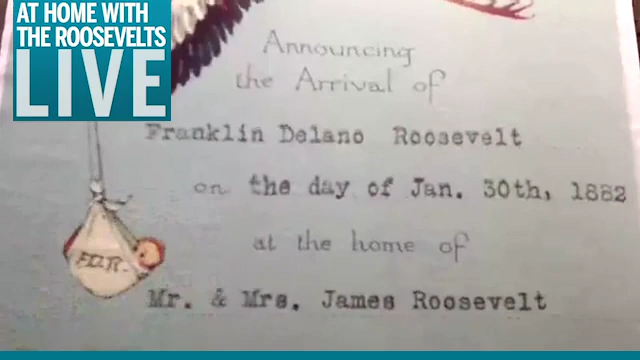 AT HOME WITH
THE ROOSEVELTS
LIVE
Announcing
the Arrival of
Franklin Delano Roosevelt
on the day of Jan. 30th, 1882
at the home of
Mr. & Mrs. James Roosevelt
F.D.R.